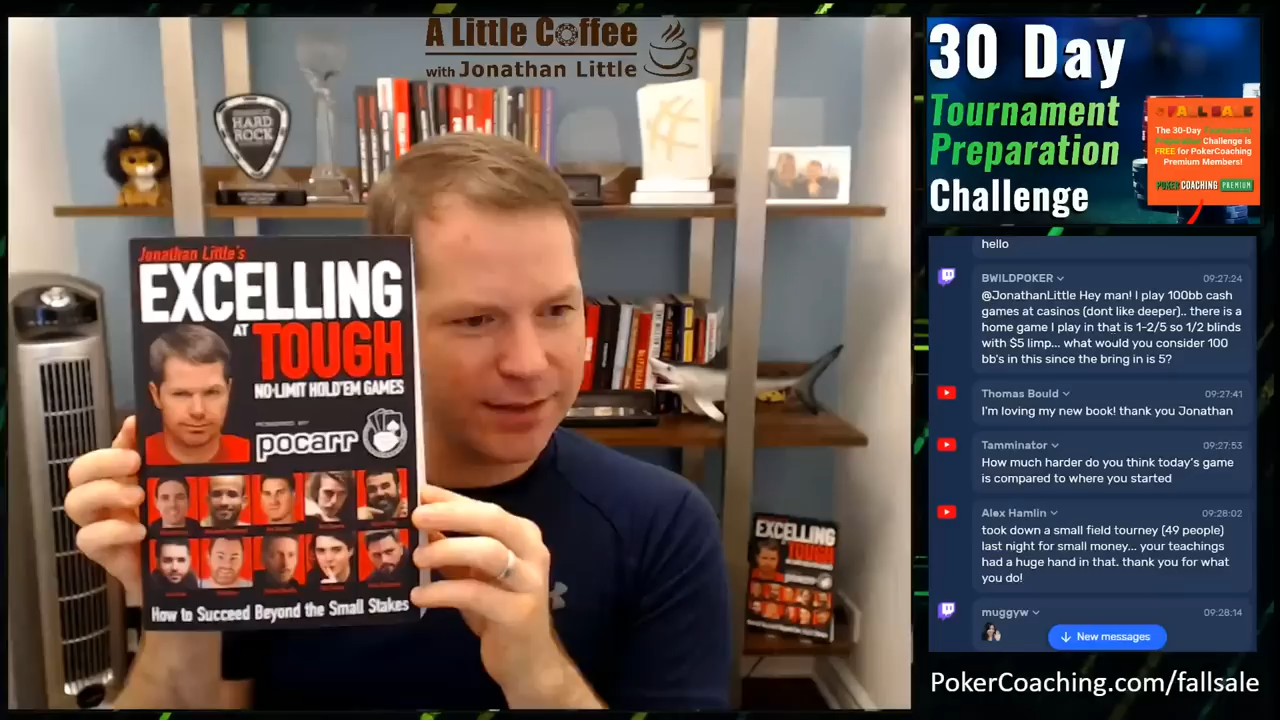 A Little Coffee
with Jonathan Little
HARD
ROCK
Jonathan Little's
EXCELLING
AT TOUGH
NO-LIMIT HOLD'EM GAMES
POWERED BY
pocarr
How to Succeed Beyond the Small Stakes
EXCELLING
TOUGH
30 Day
Tournament
Preparation
Challenge
FALL SALE
The 30-Day Tournament
Preparation Challenge is
FREE for PokerCoaching
Premium Members!
POKER COACHING PREMIUM
hello
BWILDPOKER 09:27:24
@JonathanLittle Hey man! I play 100bb cash
games at casinos (dont like deeper).. there is a
home game I play in that is 1-2/5 so 1/2 blinds
with $5 limp... what would you consider 100
bb's in this since the bring in is 5?
Thomas Bould 09:27:41
I'm loving my new book! thank you Jonathan
Tamminator 09:27:53
How much harder do you think today's game
is compared to where you started
Alex Hamlin 09:28:02
took down a small field tourney (49 people)
last night for small money... your teachings
had a huge hand in that. thank you for what
you do!
muggyw 09:28:14
New messages
PokerCoaching.com/fallsale